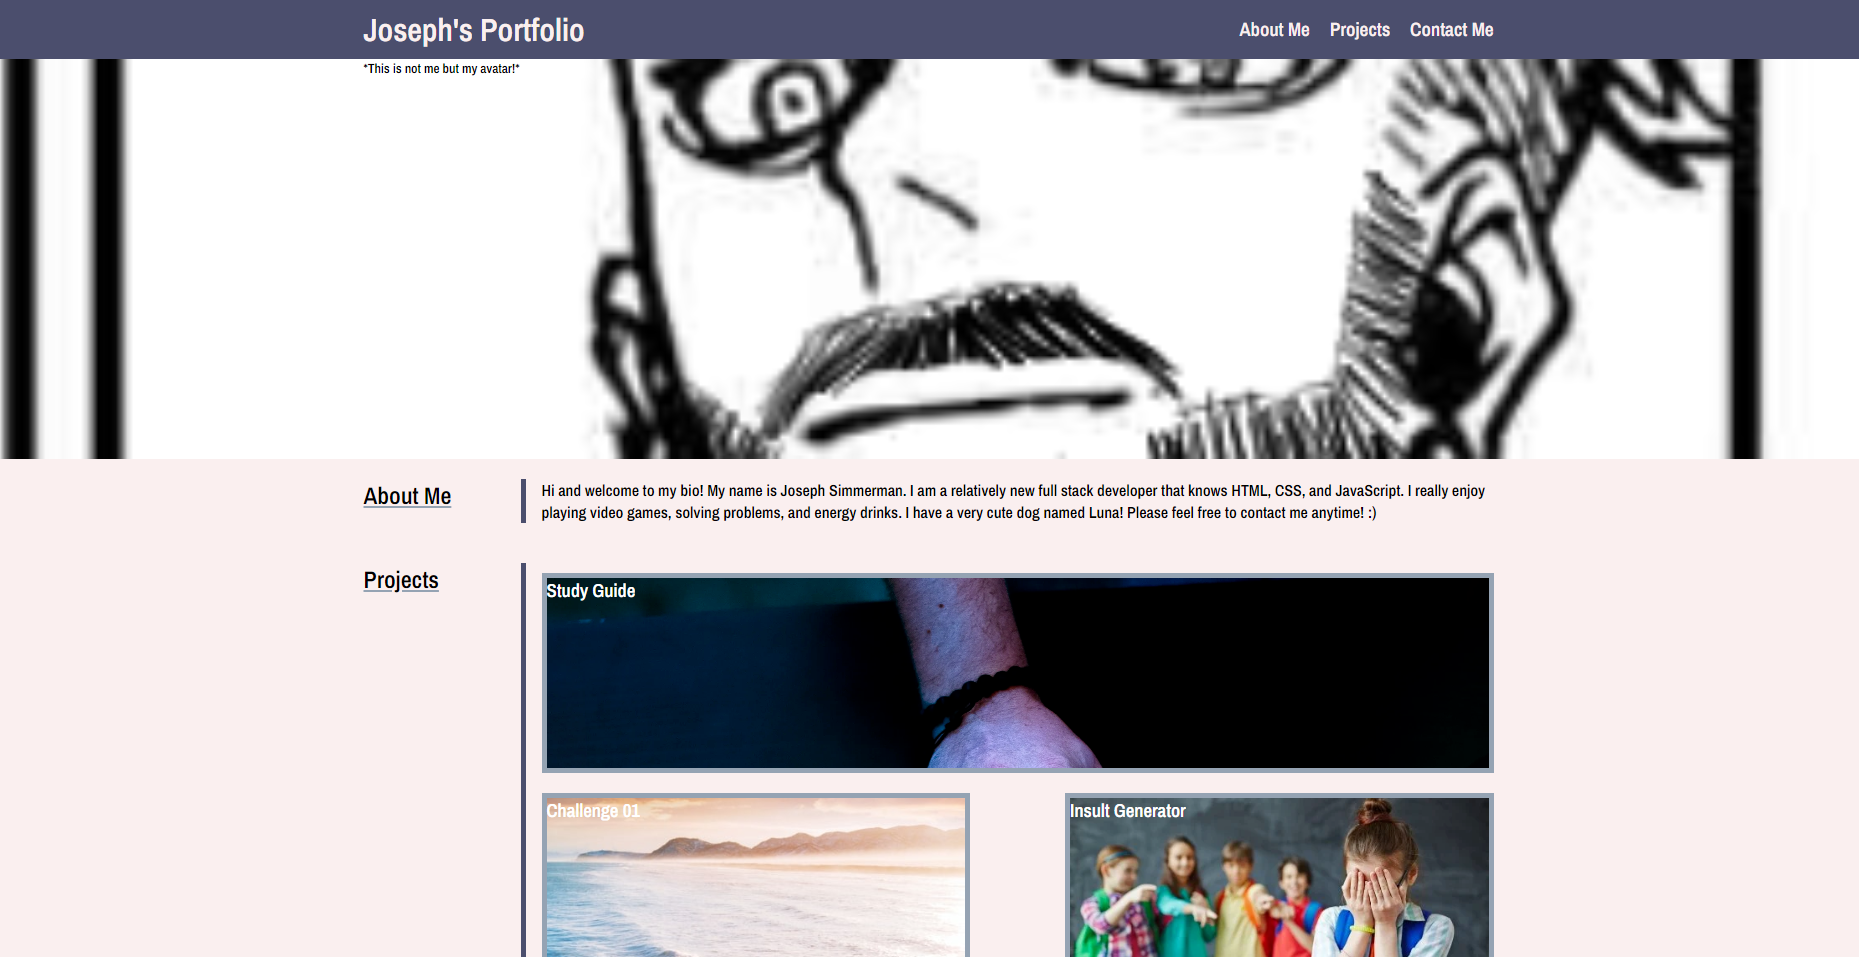 Joseph's Portfolio
About Me
Projects
Contact Me
*This is not me but my avatar!*
About Me
Hi and welcome to my bio! My name is Joseph Simmerman. I am a relatively new full stack developer that knows HTML, CSS, and JavaScript. I really enjoy
playing video games, solving problems, and energy drinks. I have a very cute dog named Luna! Please feel free to contact me anytime! :)
Projects
Study Guide
Challenge 01
Insult Generator